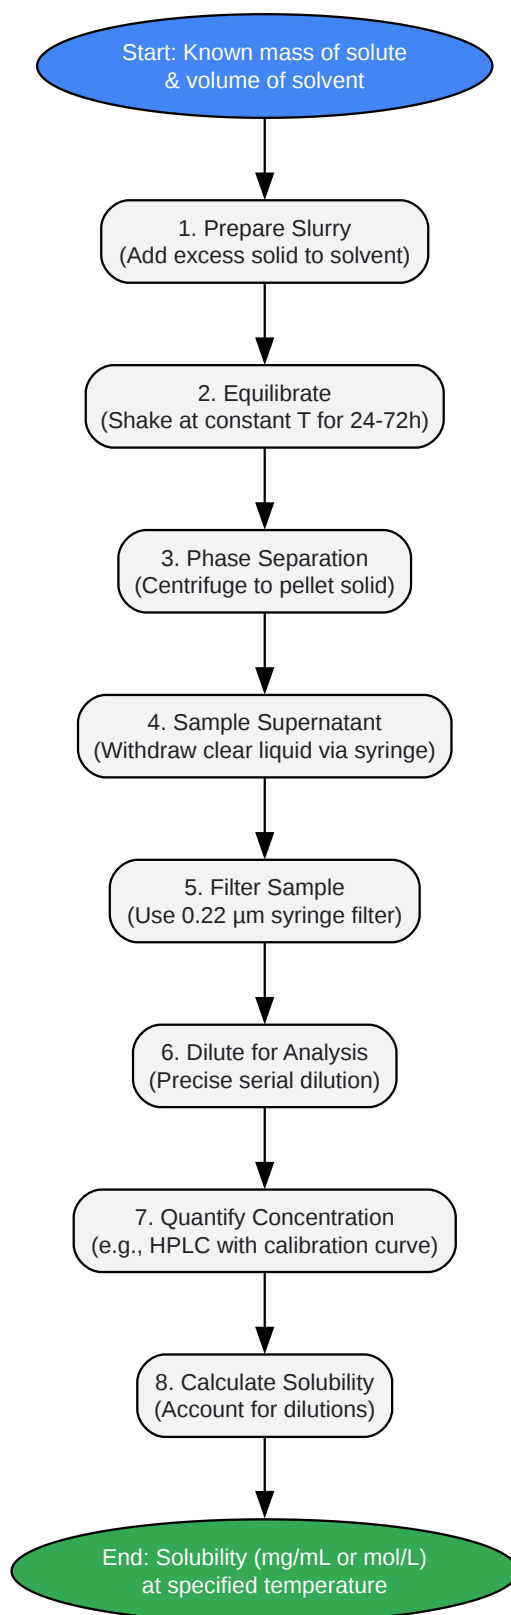 Start: Known mass of solute
& volume of solvent
1. Prepare Slurry
(Add excess solid to solvent)
2. Equilibrate
(Shake at constant T for 24-72h)
3. Phase Separation
(Centrifuge to pellet solid)
4. Sample Supernatant
(Withdraw clear liquid via syringe)
5. Filter Sample
(Use 0.22 µm syringe filter)
6. Dilute for Analysis
(Precise serial dilution)
7. Quantify Concentration
(e.g., HPLC with calibration curve)
8. Calculate Solubility
(Account for dilutions)
End: Solubility (mg/mL or mol/L)
at specified temperature